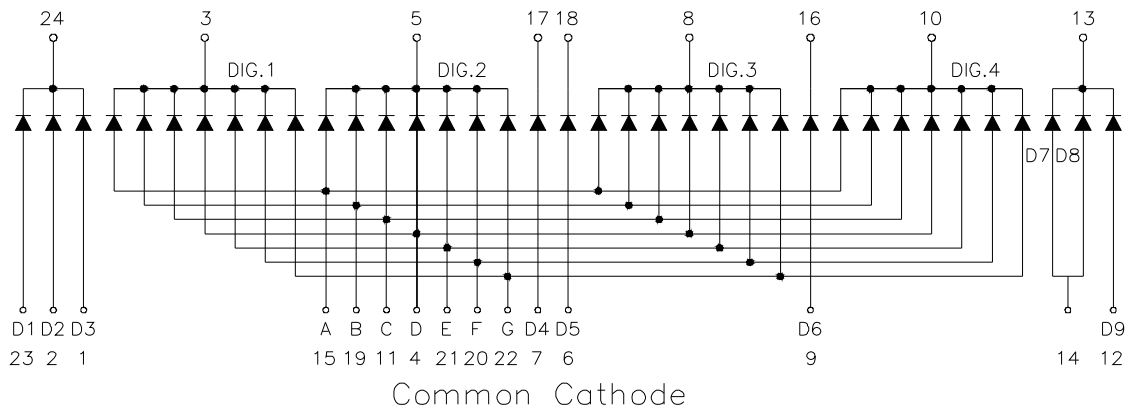 24 3 5 17 18 8 16 10 13
DIG.1 DIG.2 DIG.3 DIG.4
D7 D8
D1 D2 D3 A B C D E F G D4 D5 D6 D9
23 2 1 15 19 11 4 21 20 22 7 6 9 14 12
Common Cathode